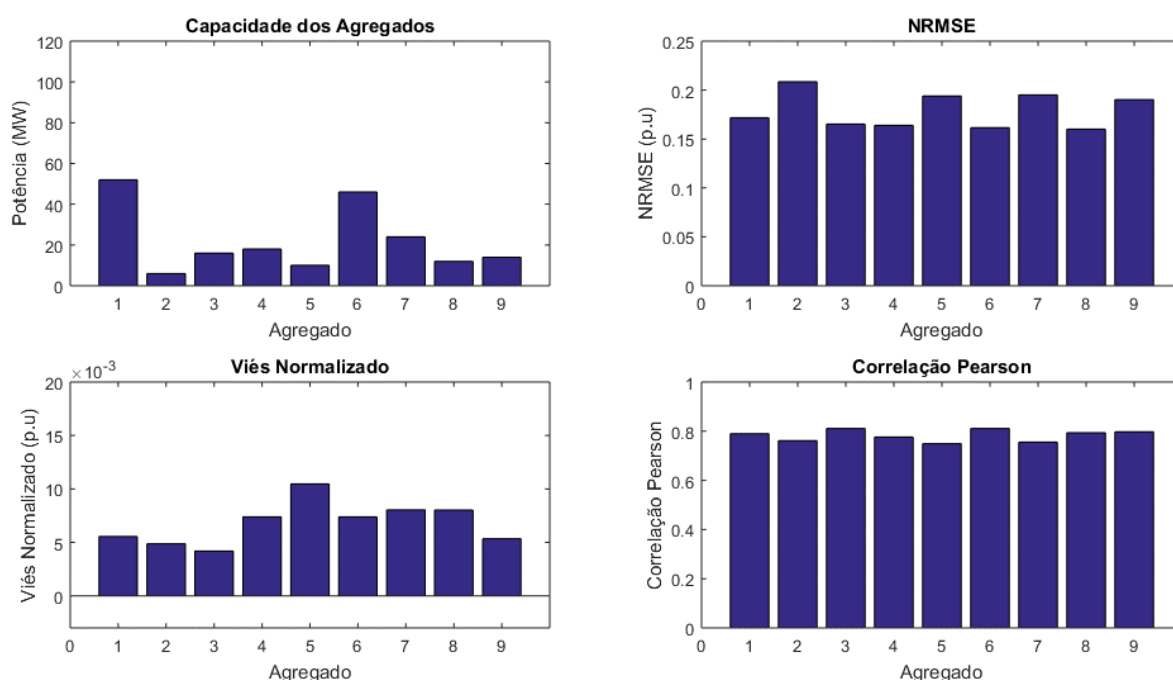 Capacidade dos Agregados
120
100
80
60
40
20
0
Potência (MW)
1 2 3 4 5 6 7 8 9
Agregado
NRMSE
0.25
0.2
0.15
0.1
0.05
0
NRMSE (p.u)
0 1 2 3 4 5 6 7 8 9
Agregado
Viés Normalizado
×10⁻³
20
15
10
5
0
Viés Normalizado (p.u)
0 1 2 3 4 5 6 7 8 9
Agregado
Correlação Pearson
1
0.8
0.6
0.4
0.2
0
Correlação Pearson
0 1 2 3 4 5 6 7 8 9
Agregado